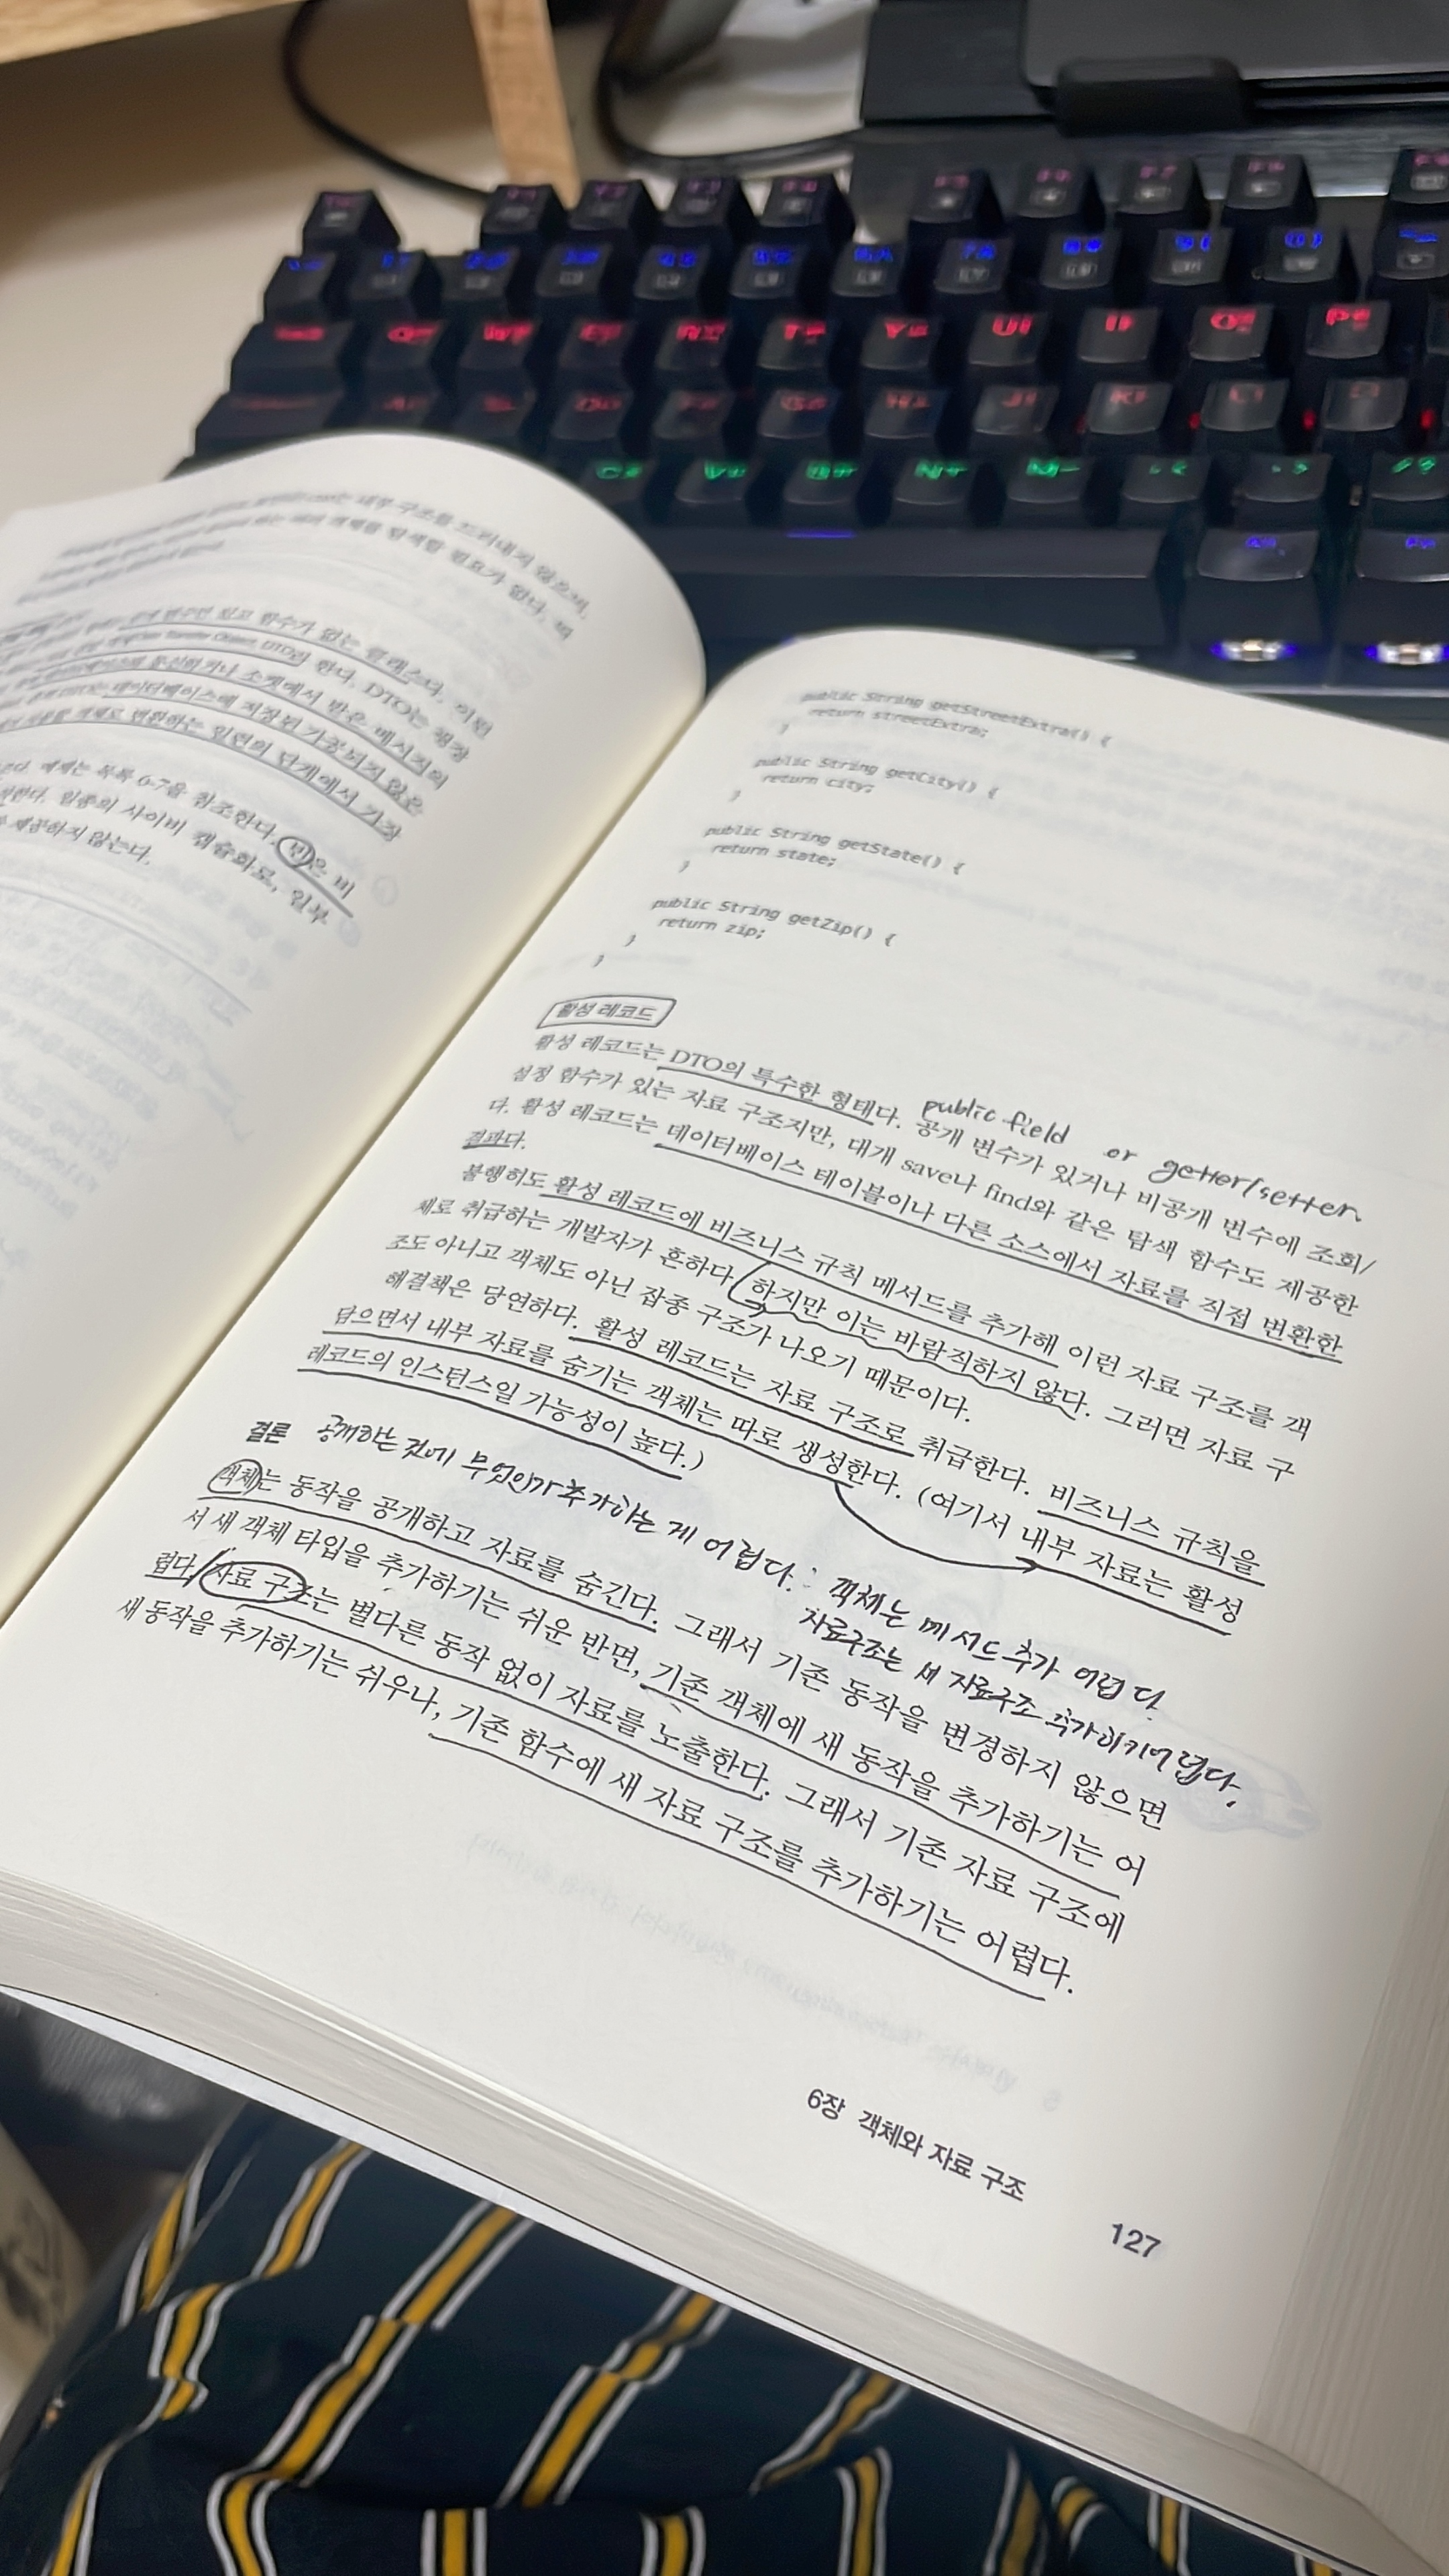 내부 구조를 드러내지 않으며,
객체를 탐색할 필요가 없다.
변수만 있고 함수가 없는 클래스다. 이런
Data Transfer Object, DTO라 한다. DTO는 굉장
통신하거나 소켓에서 받은 메시지의
데이터베이스에 저장된 가공되지 않은
객체로 변환하는 일련의 단계에서 가장
예제는 목록 6-7을 참조한다. 빈은 비
일종의 사이비 캡슐화로, 일부
제공하지 않는다.
public String getStreetExtra() {
return streetExtra;
}
public String getCity() {
return city;
}
public String getState() {
return state;
}
public String getZip() {
return zip;
}
}
활성 레코드
public field or getter/setter
활성 레코드는 DTO의 특수한 형태다. 공개 변수가 있거나 비공개 변수에 조회/
설정 함수가 있는 자료 구조지만, 대개 save나 find와 같은 탐색 함수도 제공한
다. 활성 레코드는 데이터베이스 테이블이나 다른 소스에서 자료를 직접 변환한
결과다.
불행히도 활성 레코드에 비즈니스 규칙 메서드를 추가해 이런 자료 구조를 객
체로 취급하는 개발자가 흔하다. 하지만 이는 바람직하지 않다. 그러면 자료 구
조도 아니고 객체도 아닌 잡종 구조가 나오기 때문이다.
해결책은 당연하다. 활성 레코드는 자료 구조로 취급한다. 비즈니스 규칙을
담으면서 내부 자료를 숨기는 객체는 따로 생성한다. (여기서 내부 자료는 활성
레코드의 인스턴스일 가능성이 높다.)
결론
공개라는 것에 무엇인가 추가하는 게 어렵다. : 객체는 메서드 추가 어렵다
자료구조는 새 자료구조 추가하기 어렵다.
객체는 동작을 공개하고 자료를 숨긴다. 그래서 기존 동작을 변경하지 않으면
서 새 객체 타입을 추가하기는 쉬운 반면, 기존 객체에 새 동작을 추가하기는 어
렵다. 자료 구조는 별다른 동작 없이 자료를 노출한다. 그래서 기존 자료 구조에
새 동작을 추가하기는 쉬우나, 기존 함수에 새 자료 구조를 추가하기는 어렵다.
6장 객체와 자료 구조
127